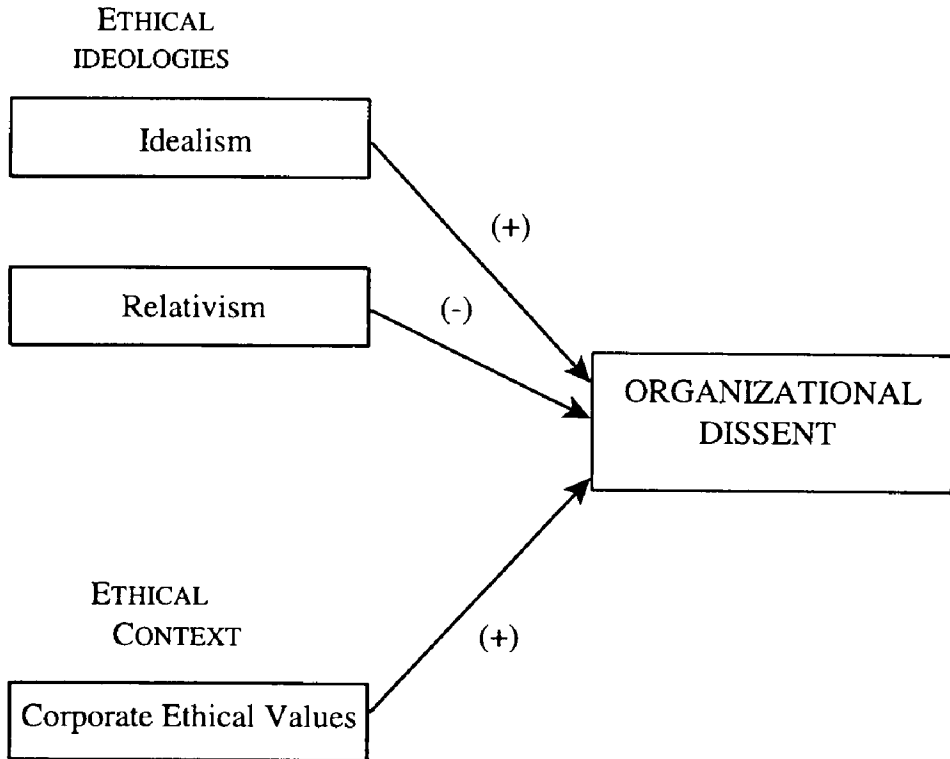 ETHICAL
IDEOLOGIES
Idealism
(+)
Relativism
(-)
ORGANIZATIONAL
DISSENT
ETHICAL
CONTEXT
(+)
Corporate Ethical Values